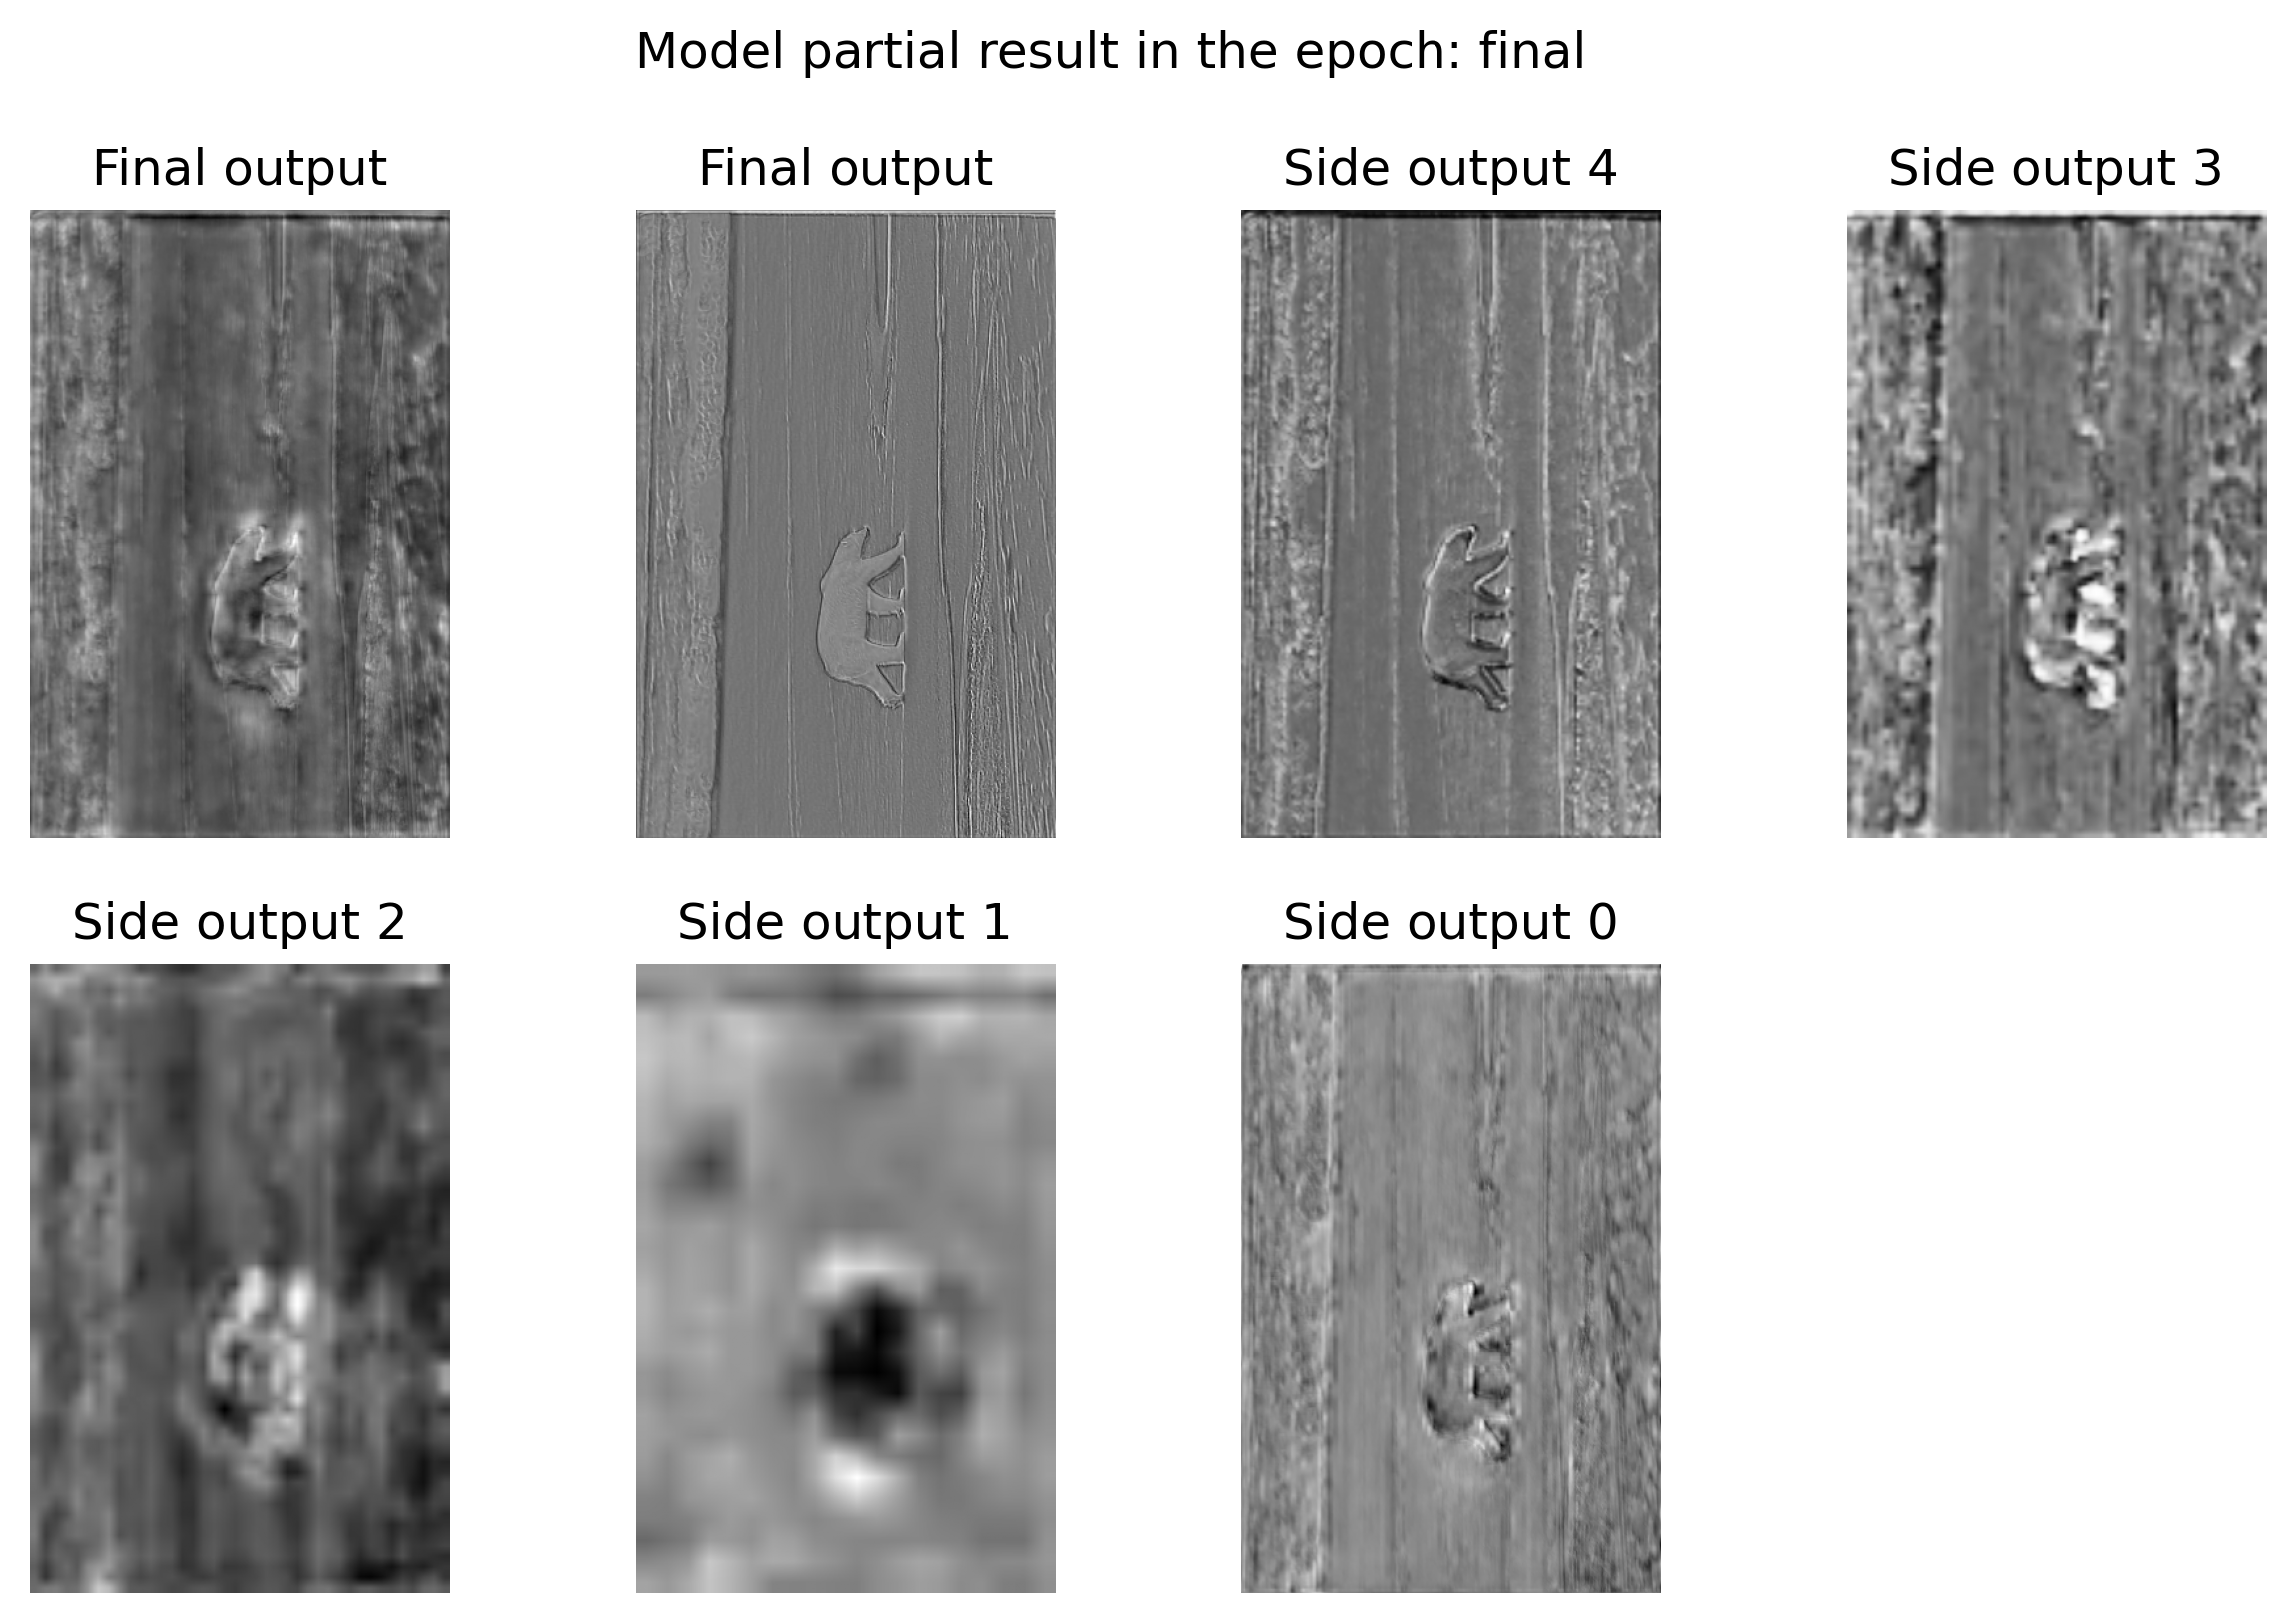 Model partial result in the epoch: final
Final output
Final output
Side output 4
Side output 3
Side output 2
Side output 1
Side output 0